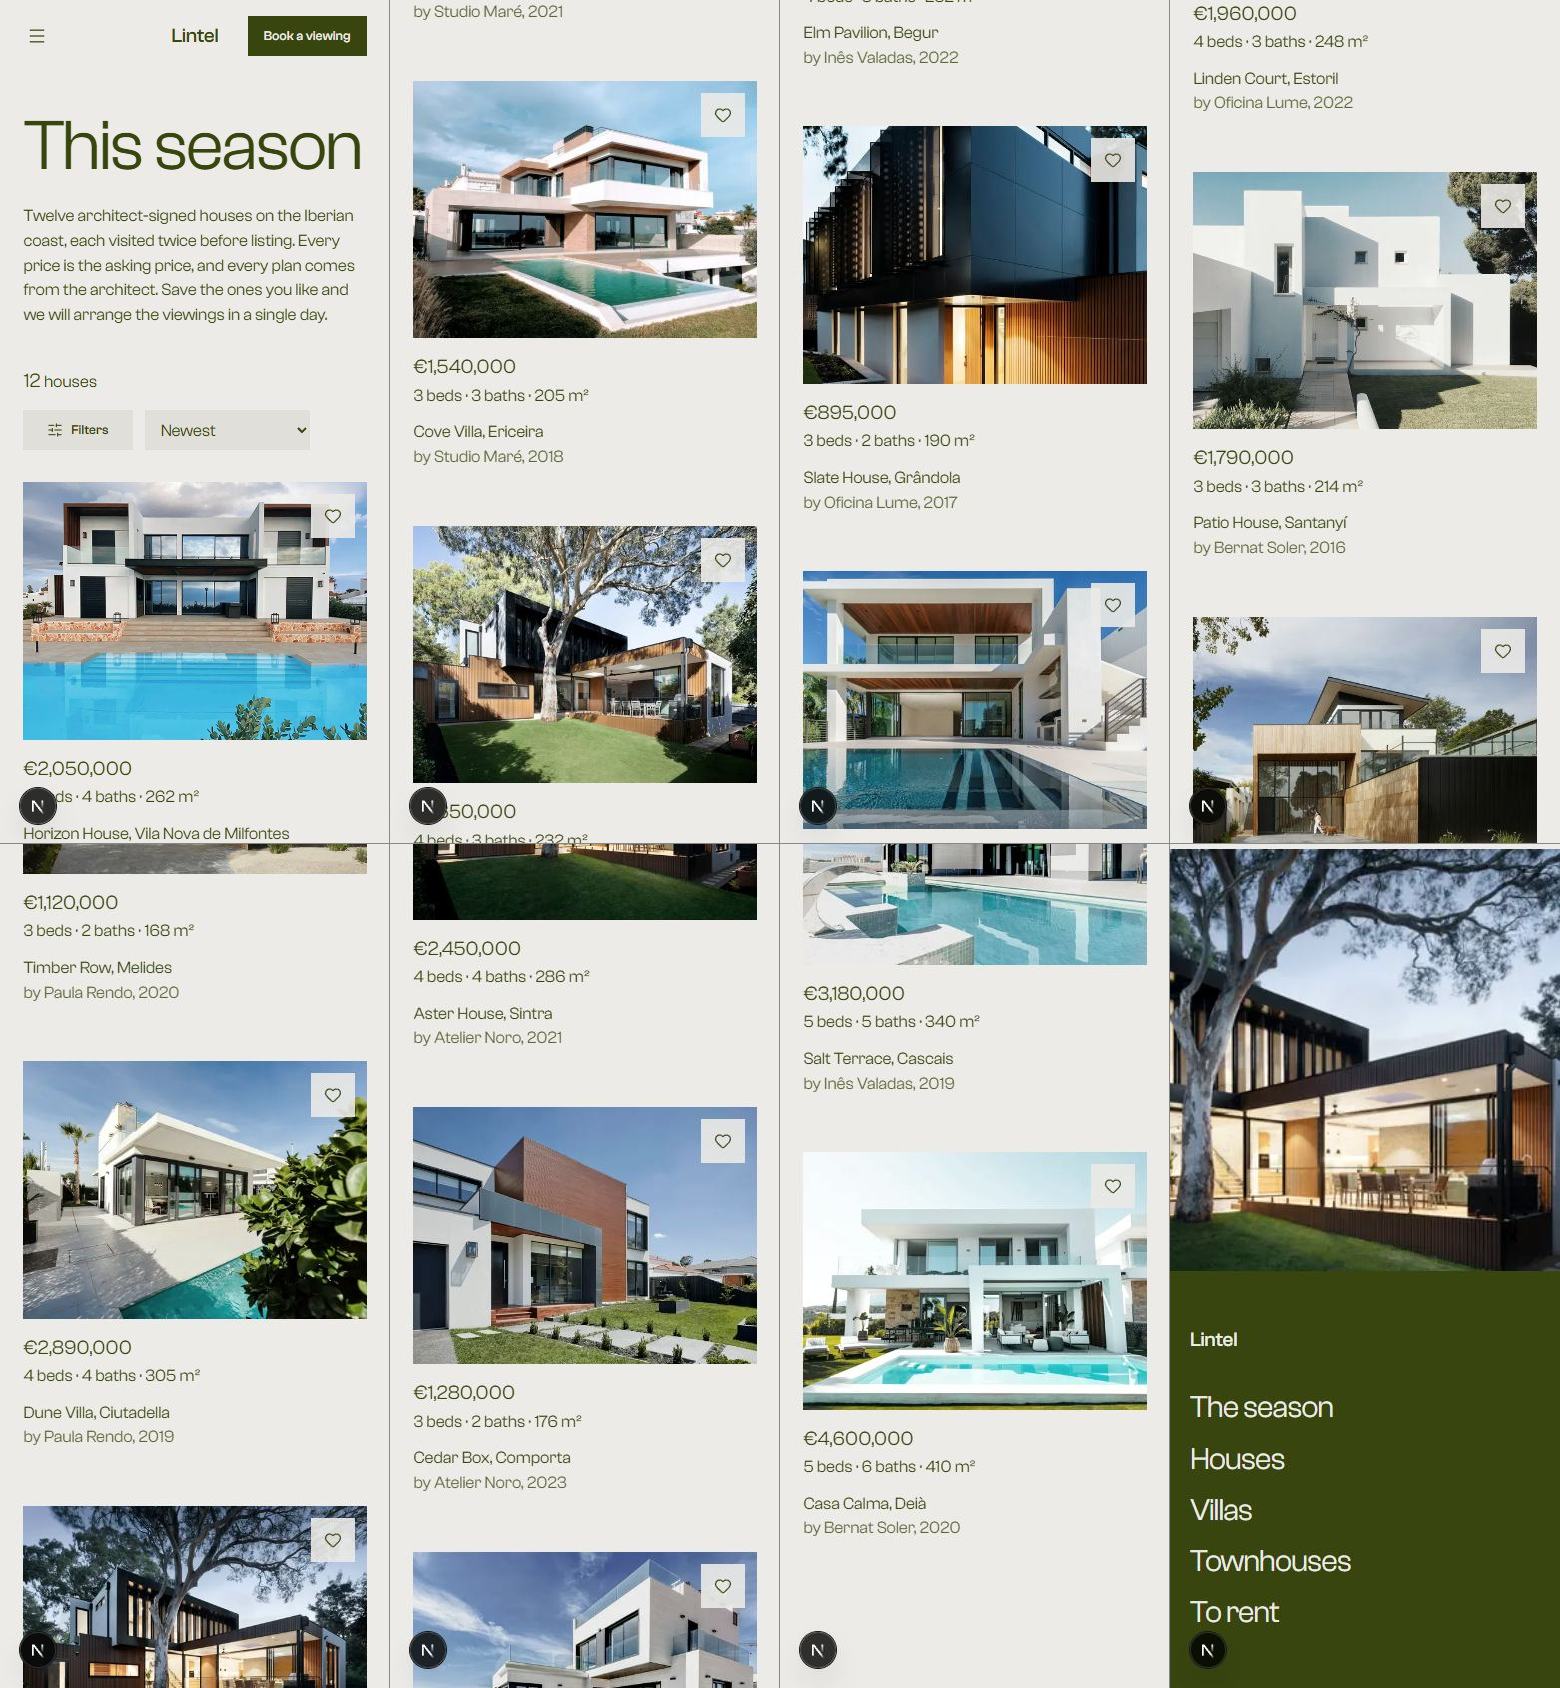 Lintel
Book a viewing
This season
Twelve architect-signed houses on the Iberian
coast, each visited twice before listing. Every
price is the asking price, and every plan comes
from the architect. Save the ones you like and
we will arrange the viewings in a single day.
12 houses
Filters
Newest
€2,050,000
4 baths · 262 m²
Horizon House, Vila Nova de Milfontes
by Studio Maré, 2021
€1,540,000
3 beds · 3 baths · 205 m²
Cove Villa, Ericeira
by Studio Maré, 2018
4 beds · 3 baths · 232 m²
Elm Pavilion, Begur
by Inês Valadas, 2022
€895,000
3 beds · 2 baths · 190 m²
Slate House, Grândola
by Oficina Lume, 2017
€1,960,000
4 beds · 3 baths · 248 m²
Linden Court, Estoril
by Oficina Lume, 2022
€1,790,000
3 beds · 3 baths · 214 m²
Patio House, Santanyí
by Bernat Soler, 2016
€1,120,000
3 beds · 2 baths · 168 m²
Timber Row, Melides
by Paula Rendo, 2020
€2,890,000
4 beds · 4 baths · 305 m²
Dune Villa, Ciutadella
by Paula Rendo, 2019
€2,450,000
4 beds · 4 baths · 286 m²
Aster House, Sintra
by Atelier Noro, 2021
€1,280,000
3 beds · 2 baths · 176 m²
Cedar Box, Comporta
by Atelier Noro, 2023
€3,180,000
5 beds · 5 baths · 340 m²
Salt Terrace, Cascais
by Inês Valadas, 2019
€4,600,000
5 beds · 6 baths · 410 m²
Casa Calma, Deià
by Bernat Soler, 2020
Lintel
The season
Houses
Villas
Townhouses
To rent